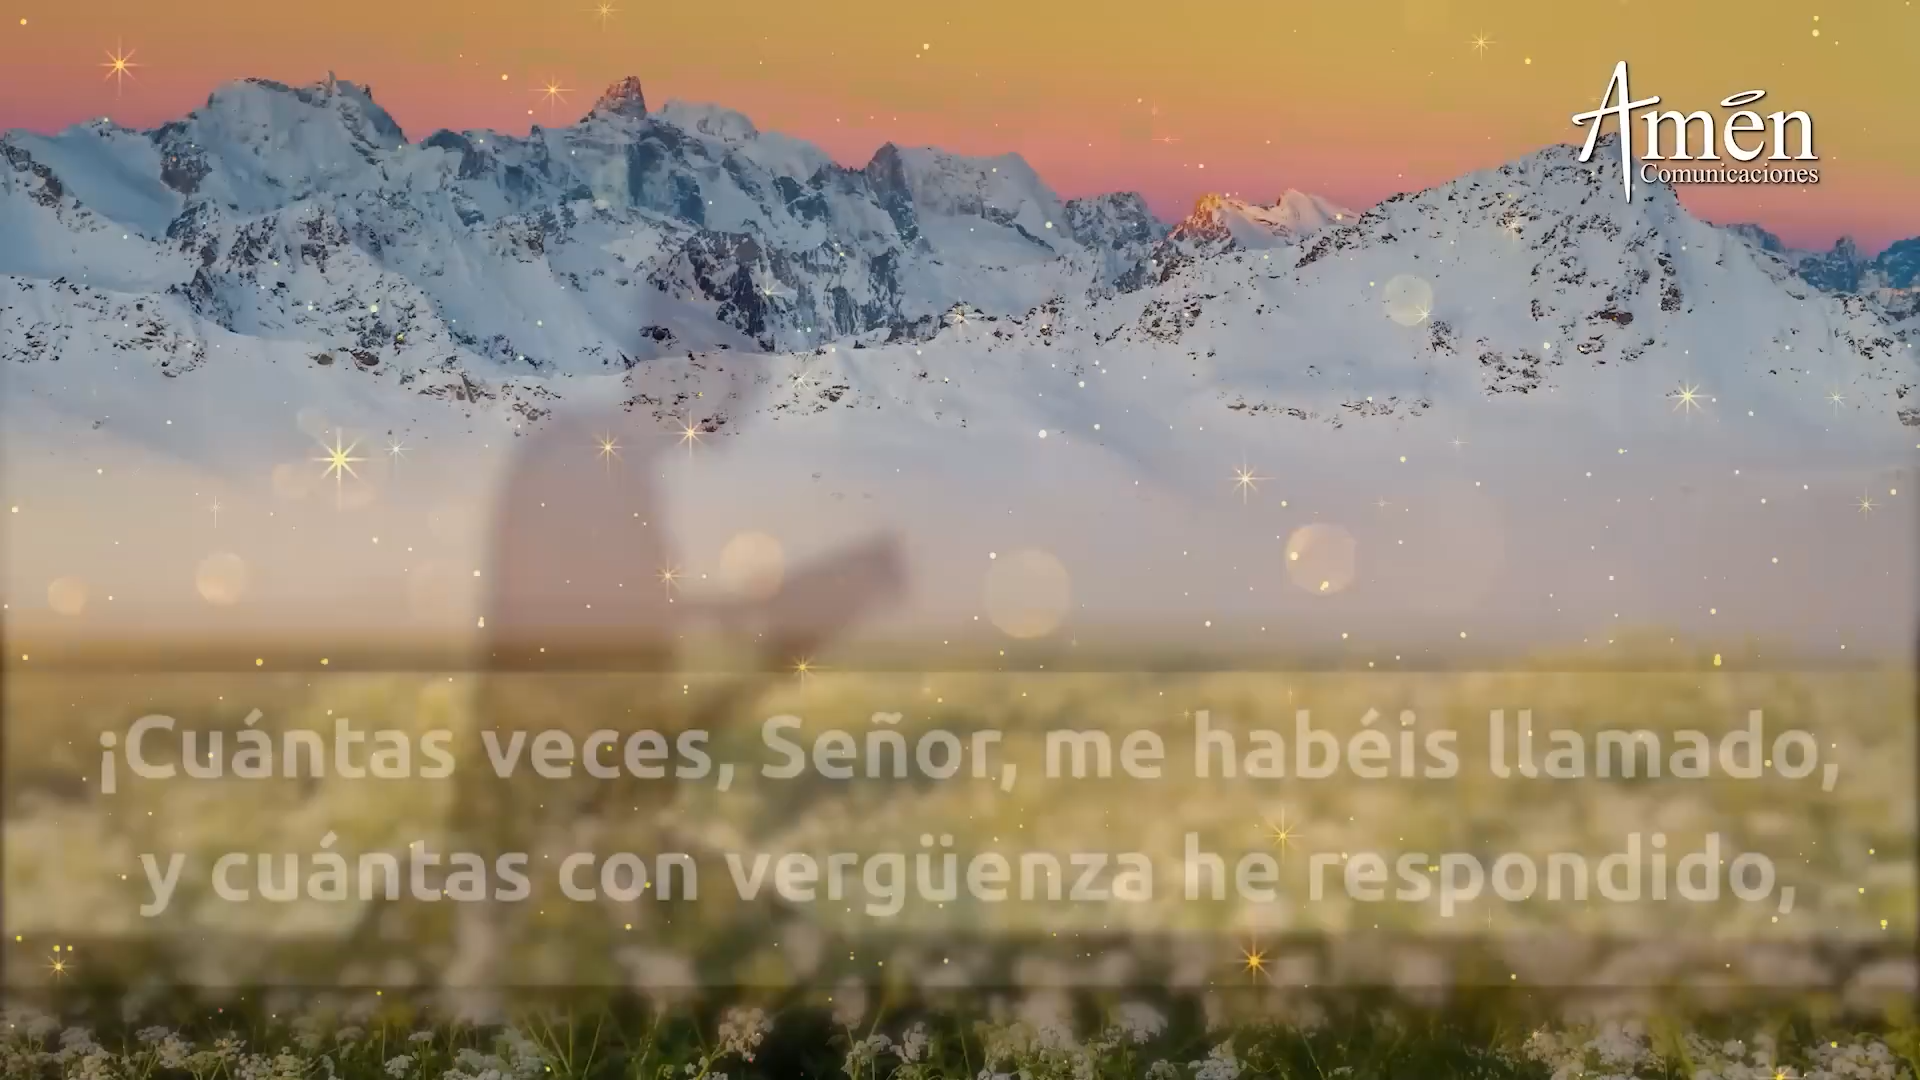 Amén
Comunicaciones
¡Cuántas veces, Señor, me habéis llamado,
y cuántas con vergüenza he respondido,